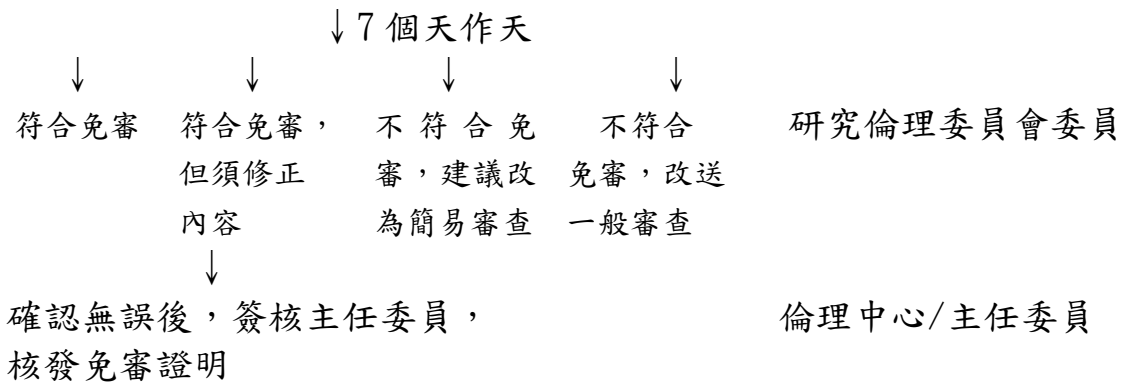 ↓7 個天作天
↓ ↓ ↓ ↓
符合免審 符合免審， 不符合免 不符合 研究倫理委員會委員
但須修正 審，建議改 免審，改送
內容 為簡易審查 一般審查
↓
確認無誤後，簽核主任委員， 倫理中心/主任委員
核發免審證明